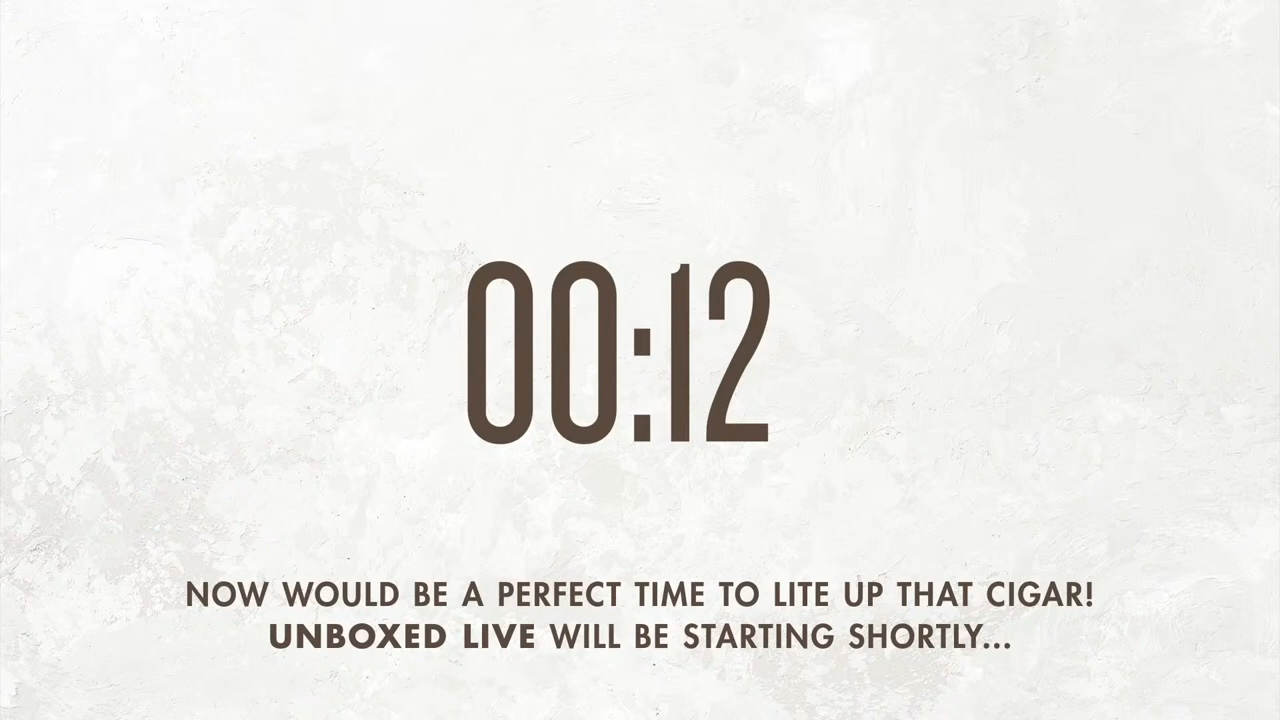 00:12
NOW WOULD BE A PERFECT TIME TO LITE UP THAT CIGAR!
UNBOXED LIVE WILL BE STARTING SHORTLY...